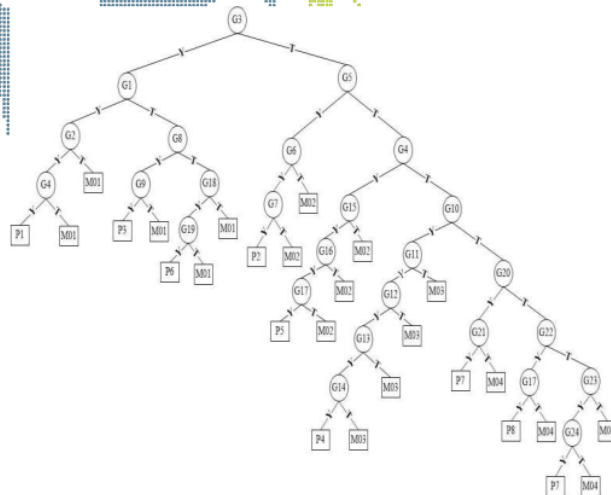 G3
Y T
G1 G5
Y T Y T
G2 G8 G6 G4
Y T Y T Y T Y T
G4 M01 G9 G18 G7 M02 G15 G10
Y T Y T Y T Y T Y T Y T
P1 M01 P3 M01 G19 M01 P2 M02 G16 M02 G11 M03 G20
Y T Y T Y T Y T
P6 M01 G17 M02 G12 M03 G21 G22
Y T Y T Y T Y T
P5 M02 G13 M03 P7 M04 G17 G23
Y T Y T Y T
G14 M03 P8 M04 G24
Y T Y T
P4 M03 P7 M04